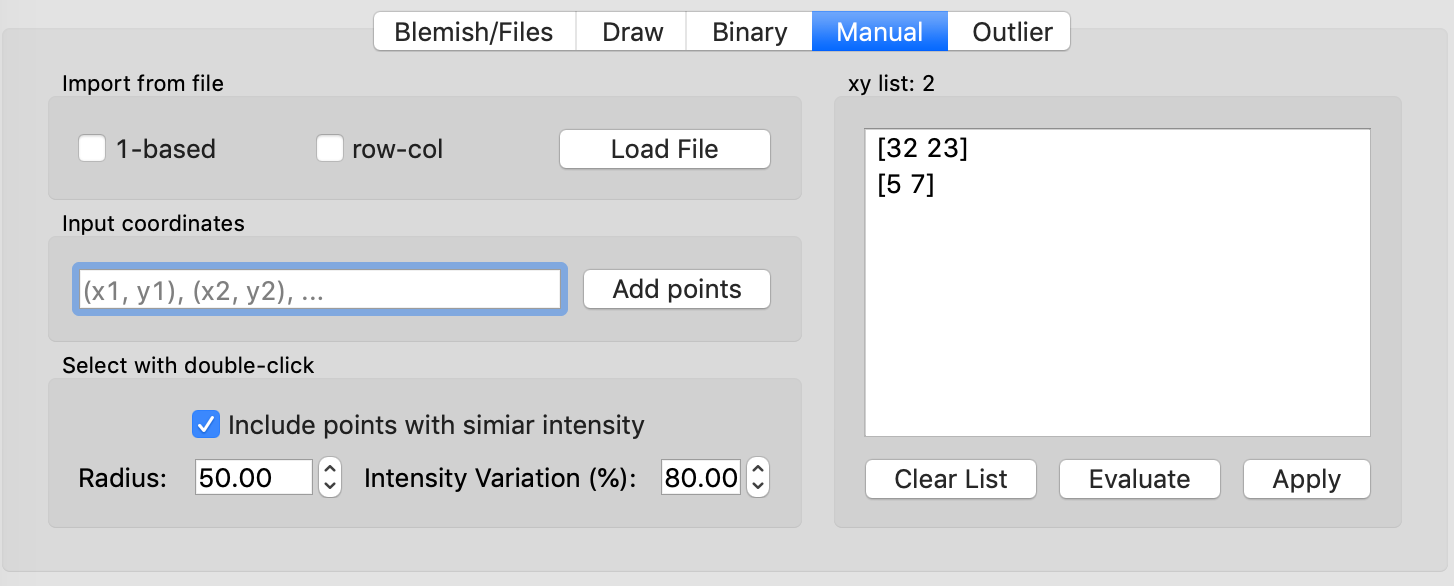 Blemish/Files Draw Binary Manual Outlier
Import from file
1-based row-col Load File
Input coordinates
(x1, y1), (x2, y2), ... Add points
Select with double-click
Include points with simiar intensity
Radius: 50.00 Intensity Variation (%): 80.00
xy list: 2
[32 23]
[5 7]
Clear List Evaluate Apply